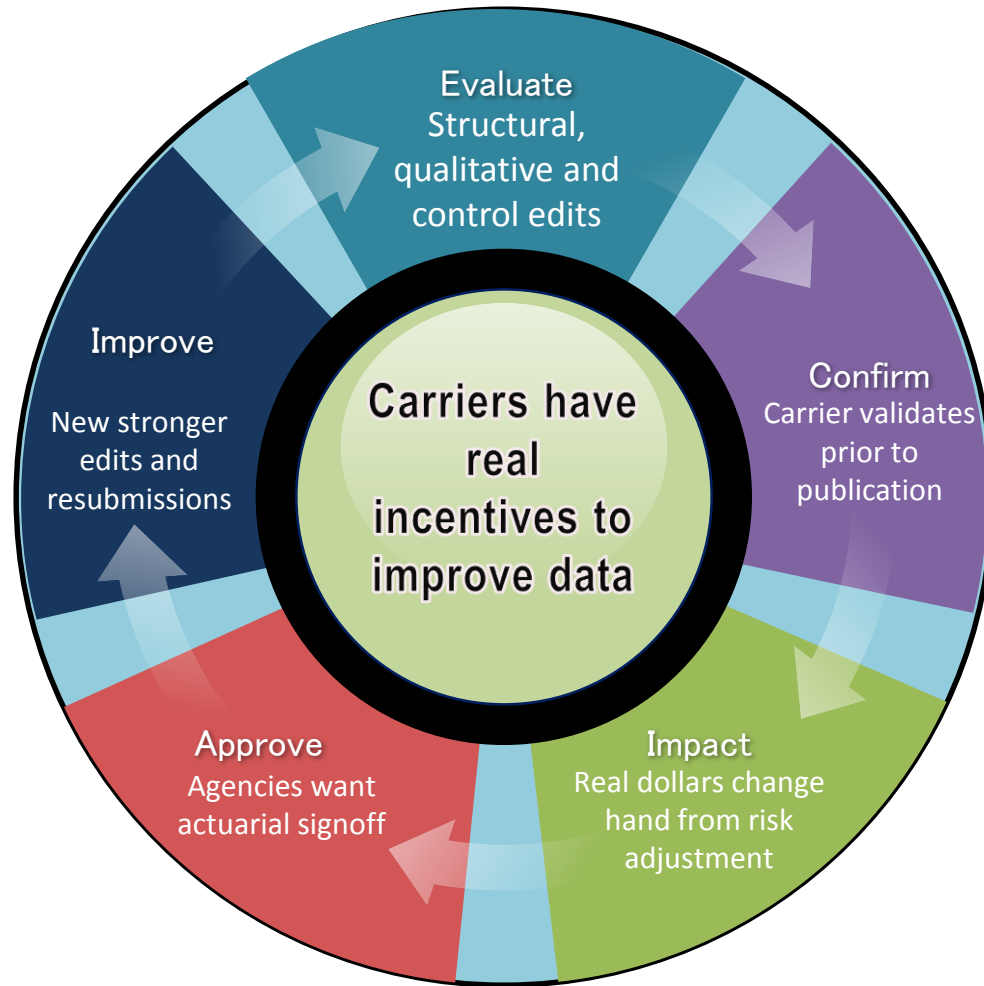 Evaluate
Structural,
qualitative and
control edits
Confirm
Carrier validates
prior to
publication
Impact
Real dollars change
hand from risk
adjustment
Approve
Agencies want
actuarial signoff
Improve
New stronger
edits and
resubmissions
Carriers have
real
incentives to
improve data